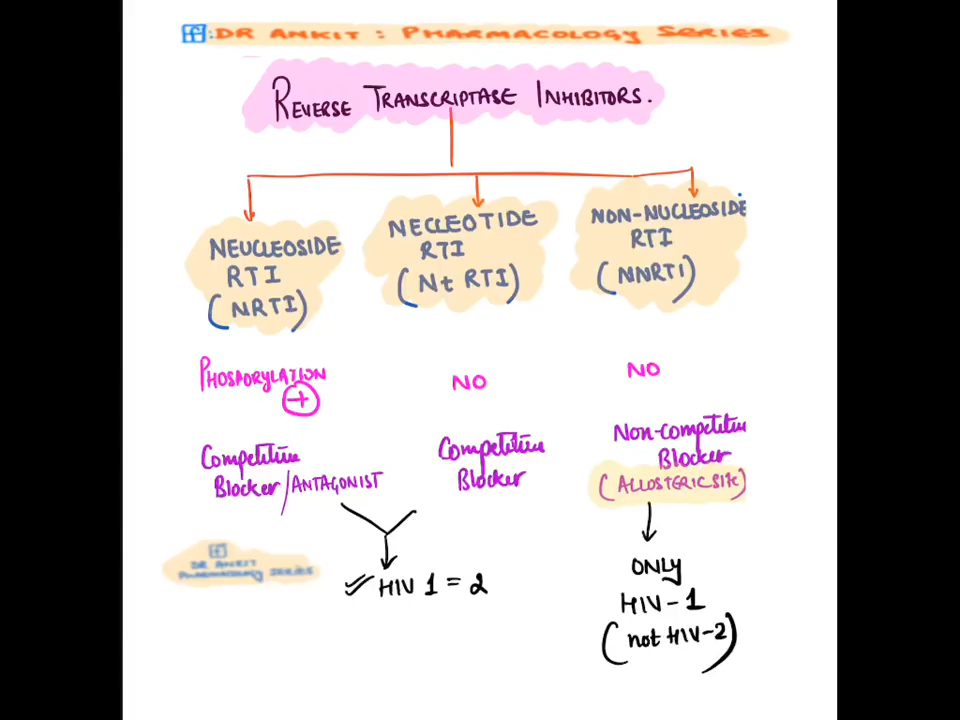 DR ANKIT : PHARMACOLOGY SERIES
REVERSE TRANSCRIPTASE INHIBITORS.
NEUCLEOSIDE
RTI
(NRTI)
NECLEOTIDE
RTI
(Nt RTI)
NON-NUCLEOSIDE
RTI
(NNRTI)
PHOSPORYLATION
+
NO
NO
Competitive
Blocker/ANTAGONIST
Competitive
Blocker
Non-competitive
Blocker
(ALLOSTERIC SITE)
DR ANKIT
PHARMACOLOGY SERIES
HIV 1 = 2
ONLY
HIV-1
(not HIV-2)